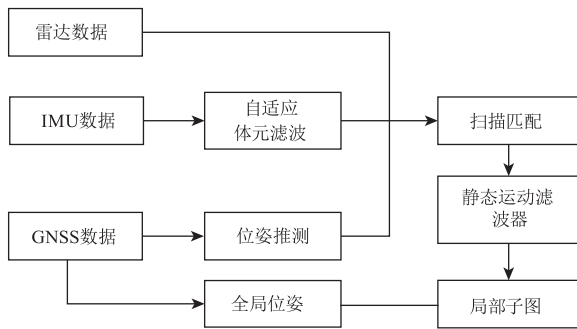 雷达数据
IMU数据
自适应
体元滤波
扫描匹配
静态运动滤
波器
GNSS数据
位姿推测
全局位姿
局部子图